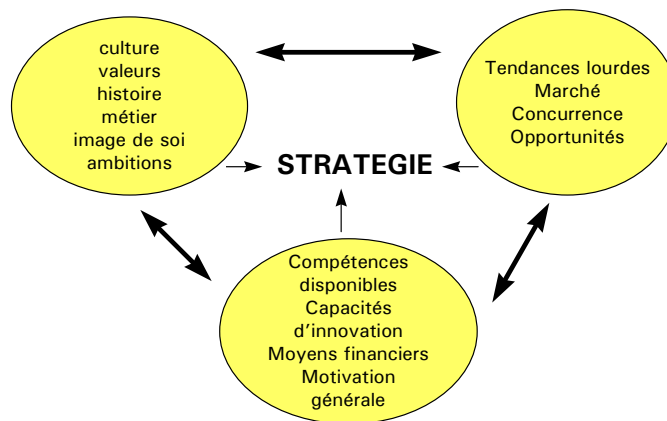 culture
valeurs
histoire
métier
image de soi
ambitions
Tendances lourdes
Marché
Concurrence
Opportunités
STRATEGIE
Compétences
disponibles
Capacités
d'innovation
Moyens financiers
Motivation
générale